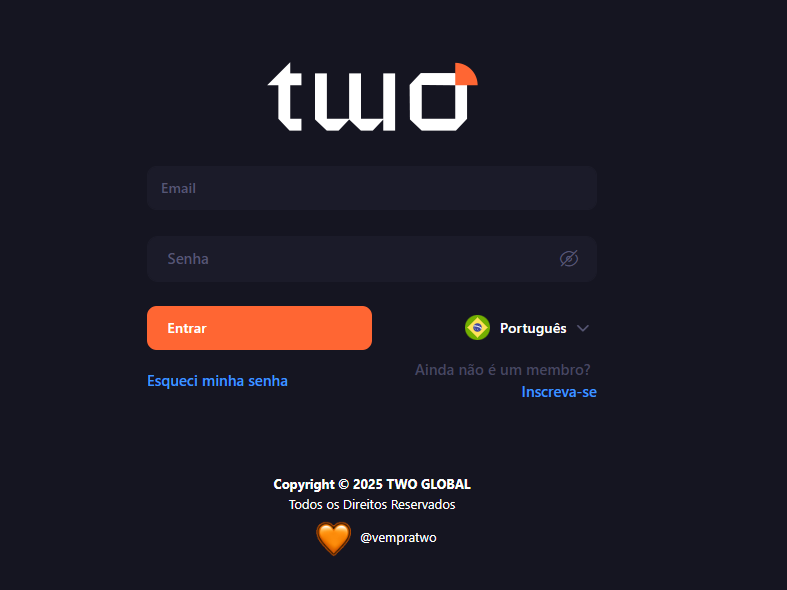 two
Email
Senha
Entrar
Português
Esqueci minha senha
Ainda não é um membro?
Inscreva-se
Copyright © 2025 TWO GLOBAL
Todos os Direitos Reservados
@vempratwo